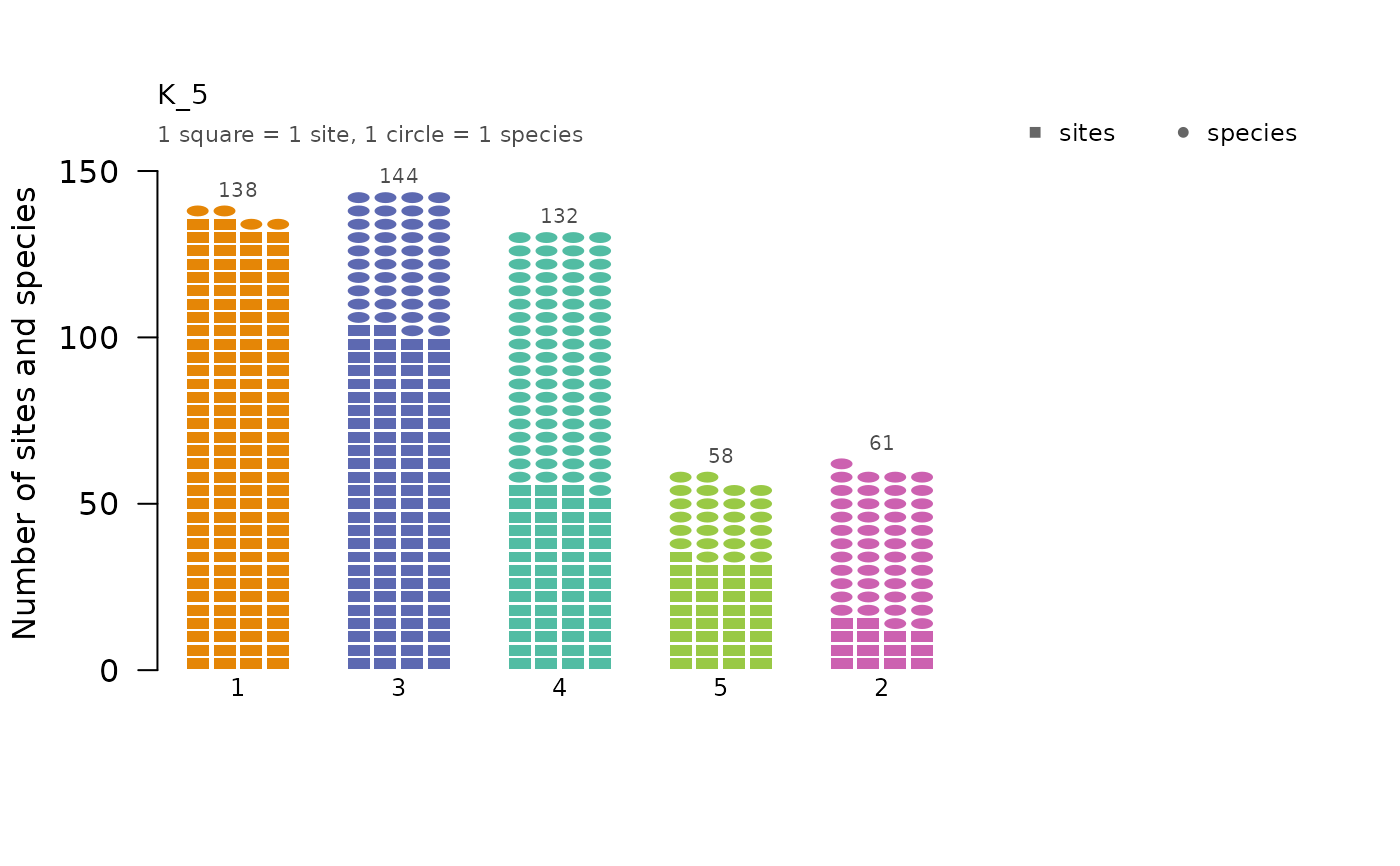 K_5
1 square = 1 site, 1 circle = 1 species
sites
species
Number of sites and species
150
100
50
0
138
144
132
58
61
1
3
4
5
2